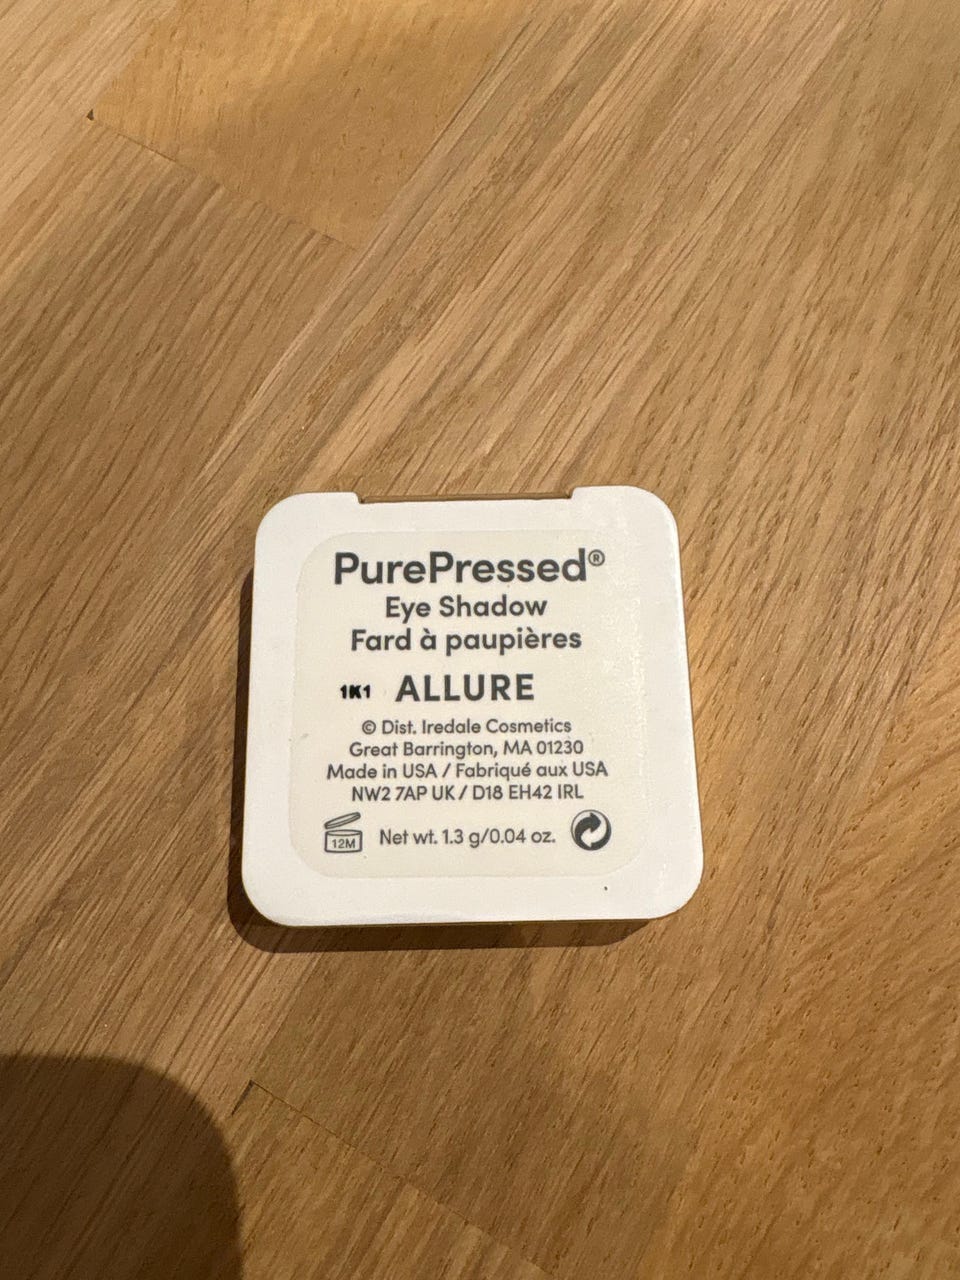 PurePressed®
Eye Shadow
Fard à paupières
1K1 ALLURE
© Dist. Iredale Cosmetics
Great Barrington, MA 01230
Made in USA / Fabriqué aux USA
NW2 7AP UK / D18 EH42 IRL
12M Net wt. 1.3 g/0.04 oz.